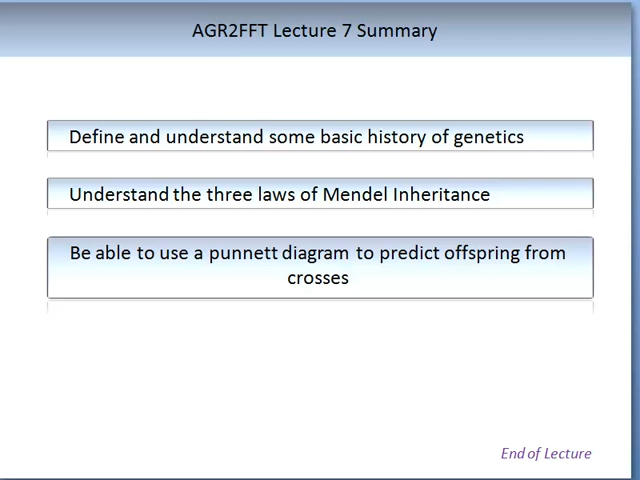 AGR2FFT Lecture 7 Summary
Define and understand some basic history of genetics
Understand the three laws of Mendel Inheritance
Be able to use a punnett diagram to predict offspring from
crosses
End of Lecture